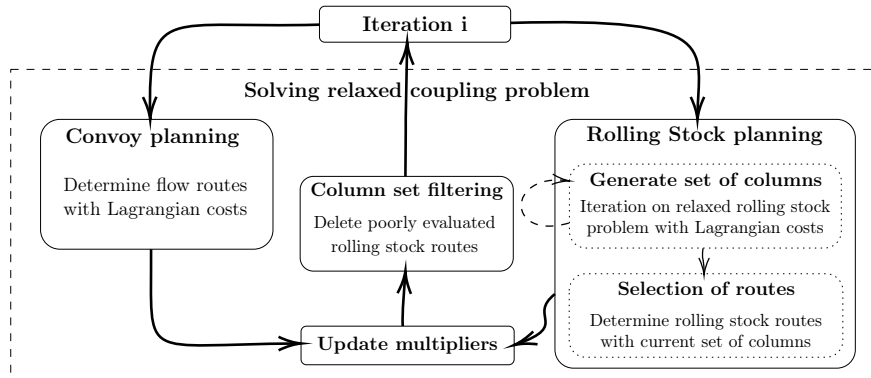 Iteration i
Solving relaxed coupling problem
Convoy planning
Determine flow routes
with Lagrangian costs
Column set filtering
Delete poorly evaluated
rolling stock routes
Update multipliers
Rolling Stock planning
Generate set of columns
Iteration on relaxed rolling stock
problem with Lagrangian costs
Selection of routes
Determine rolling stock routes
with current set of columns